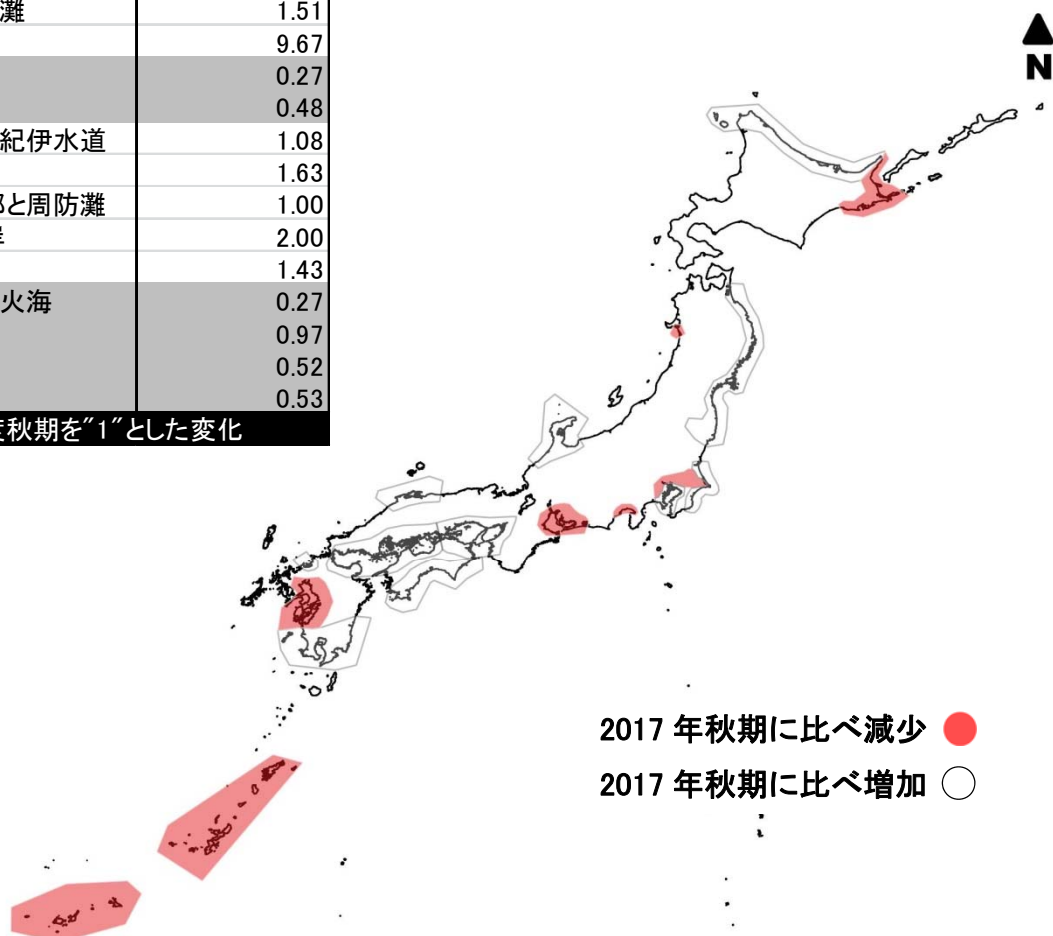 灘 1.51
9.67
0.27
0.48
紀伊水道 1.08
1.63
と周防灘 1.00
2.00
1.43
火海 0.27
0.97
0.52
0.53
秋期を"1"とした変化
N
2017 年秋期に比べ減少
2017 年秋期に比べ増加